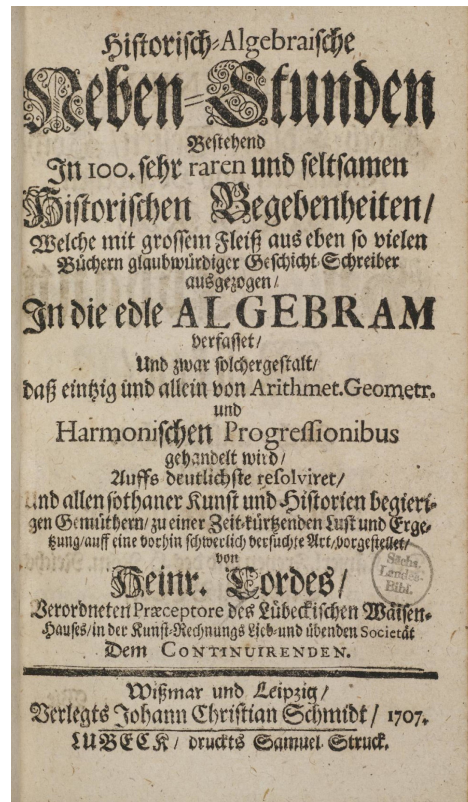 Historisch-Algebraische
Neben-Stunden
Bestehend
In 100. sehr raren und seltsamen
Historischen Begebenheiten/
Welche mit grossem Fleiß aus eben so vielen
Büchern glaubwürdiger Geschicht-Schreiber
ausgezogen/
In die edle ALGEBRAM
verfasset/
Und zwar solchergestalt/
daß eintzig und allein von Arithmet. Geometr.
und
Harmonischen Progressionibus
gehandelt wird/
Auffs deutlichste resolviret/
und allen sothaner Kunst und Historien begieri-
gen Gemüthern/ zu einer Zeit-kürtzenden Lust und Erge-
tzung/ auff eine vorhin schwerlich versuchte Art/ vorgestellet/
von
Heinr. Cordes/
Verordneten Præceptore des Lübeckischen Wäisen-
Hauses/ in der Kunst-Rechnungs Lieb- und übenden Societät
Dem CONTINUIRENDEN.
Wißmar und Leipzig/
Verlegts Johann Christian Schmidt/ 1707.
LUBECK/ druckts Samuel Struck.
Sächs.
Landes-
Bibl.